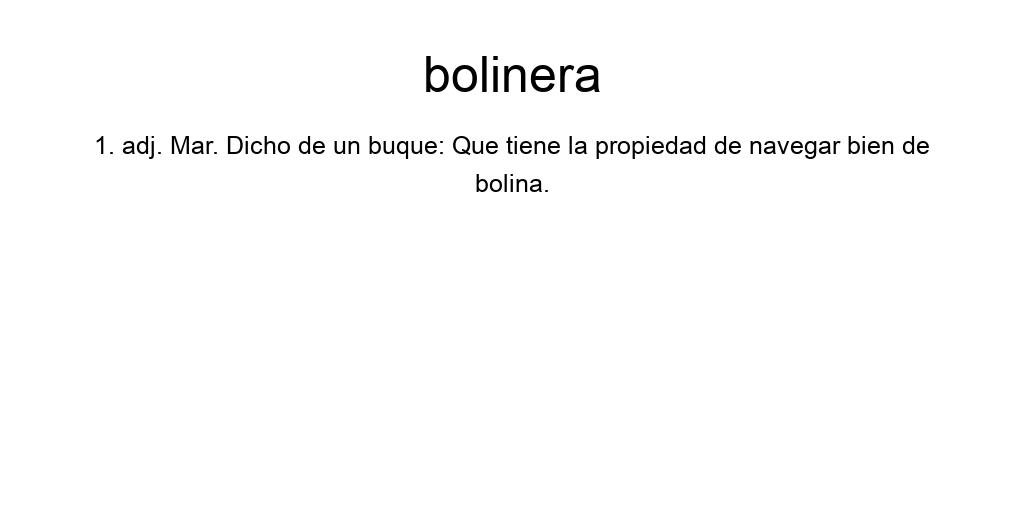 bolinera
1. adj. Mar. Dicho de un buque: Que tiene la propiedad de navegar bien de
bolina.